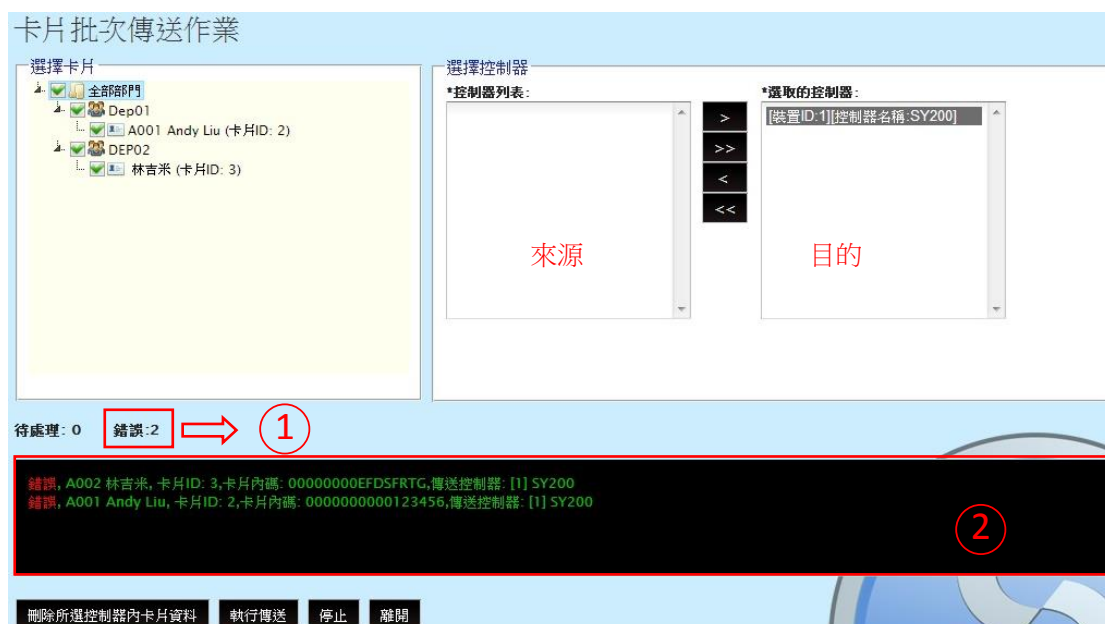 卡片批次傳送作業
選擇卡片
全部部門
Dep01
A001 Andy Liu (卡片ID: 2)
DEP02
林吉米 (卡片ID: 3)
選擇控制器
*控制器列表:
*選取的控制器:
[裝置ID:1][控制器名稱:SY200]
>
>>
<
<<
來源
目的
待處理: 0
錯誤:2
1
錯誤, A002 林吉米, 卡片ID: 3,卡片內碼: 00000000EFDSFRTG,傳送控制器: [1] SY200
錯誤, A001 Andy Liu, 卡片ID: 2,卡片內碼: 0000000000123456,傳送控制器: [1] SY200
2
刪除所選控制器內卡片資料
執行傳送
停止
離開